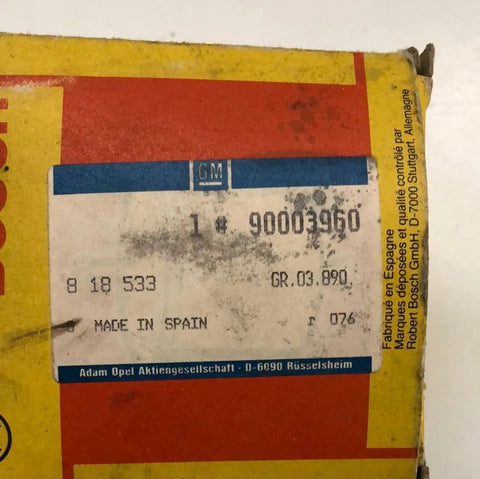 GM
1 # 90003960
8 18 533 GR.03.890.
MADE IN SPAIN 076
Adam Opel Aktiengesellschaft · D-6090 Rüsselsheim
Fabriqué en Espagne
Marques déposées et qualité contrôlé par
Robert Bosch GmbH, D-7000 Stuttgart, Allemagne